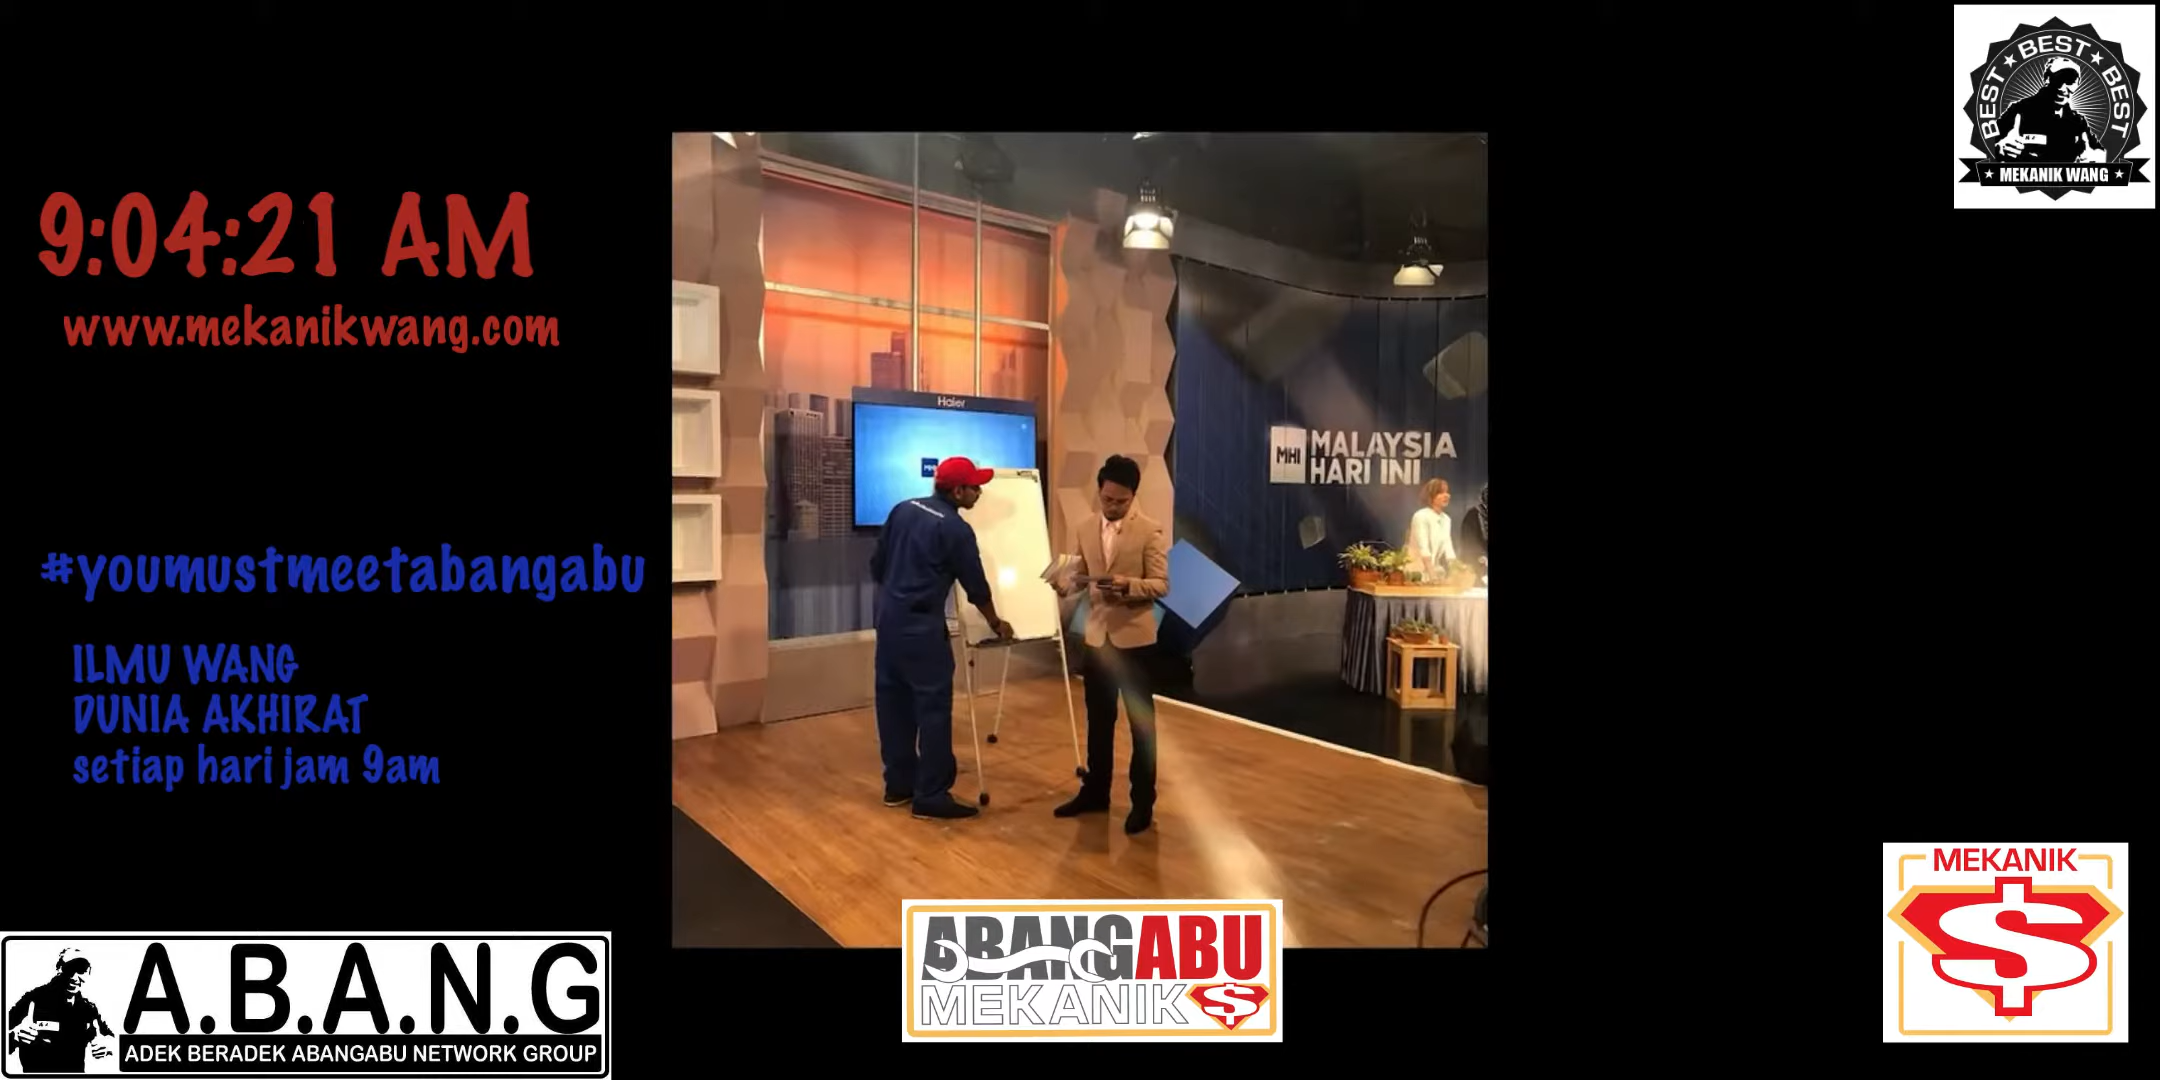 9:04:21 AM
www.mekanikwang.com
#youmustmeetabangabu
ILMU WANG
DUNIA AKHIRAT
setiap hari jam 9am
A.B.A.N.G
ADEK BERADEK ABANGABU NETWORK GROUP
Haier
MHI
MHI MALAYSIA
HARI INI
ABANGABU
MEKANIK $
BEST ★ BEST ★ BEST
★ MEKANIK WANG ★
MEKANIK
$